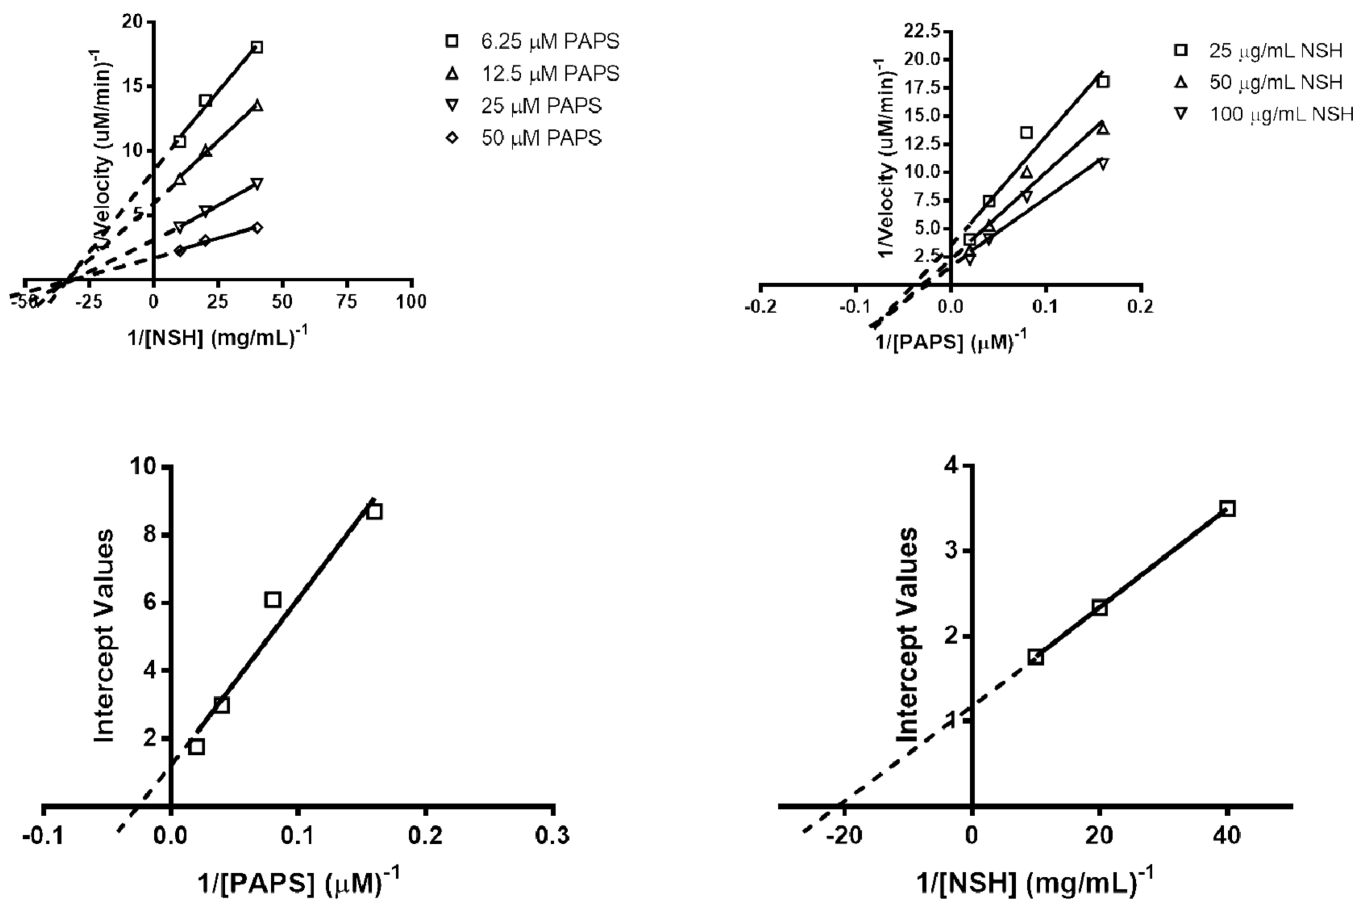 20
15
10
5
1/Velocity (uM/min)-1
-50
-25
0
25
50
75
100
1/[NSH] (mg/mL)-1
6.25 μM PAPS
12.5 μM PAPS
25 μM PAPS
50 μM PAPS
22.5
20.0
17.5
15.0
12.5
10.0
7.5
5.0
2.5
1/Velocity (uM/min)-1
-0.2
-0.1
0.0
0.1
0.2
1/[PAPS] (μM)-1
25 μg/mL NSH
50 μg/mL NSH
100 μg/mL NSH
10
8
6
4
2
Intercept Values
-0.1
0.0
0.1
0.2
0.3
1/[PAPS] (μM)-1
4
3
2
1
Intercept Values
-20
0
20
40
1/[NSH] (mg/mL)-1